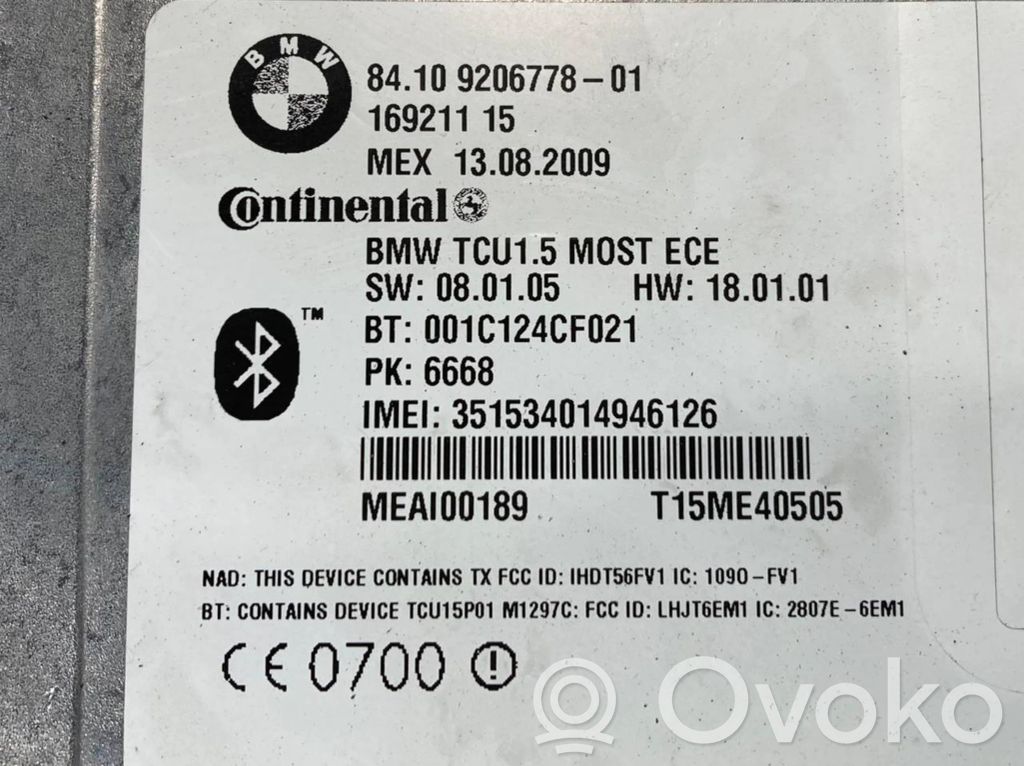 BMW
84.10 9206778-01
169211 15
MEX 13.08.2009
Continental
BMW TCU1.5 MOST ECE
SW: 08.01.05 HW: 18.01.01
TM
BT: 001C124CF021
PK: 6668
IMEI: 351534014946126
MEAI00189 T15ME40505
NAD: THIS DEVICE CONTAINS TX FCC ID: IHDT56FV1 IC: 1090-FV1
BT: CONTAINS DEVICE TCU15P01 M1297C: FCC ID: LHJT6EM1 IC: 2807E-6EM1
CE 0700 !
Ovoko